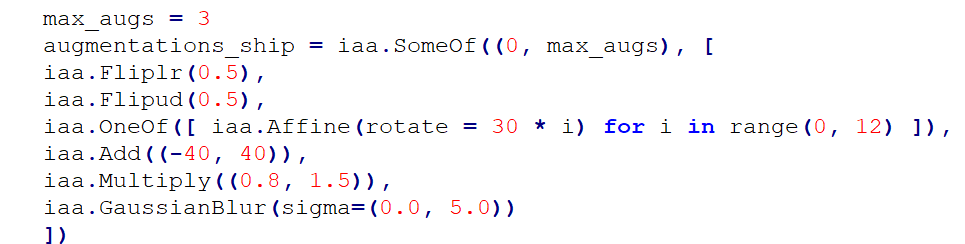 max_augs = 3
augmentations_ship = iaa.SomeOf((0, max_augs), [
iaa.Fliplr(0.5),
iaa.Flipud(0.5),
iaa.OneOf([ iaa.Affine(rotate = 30 * i) for i in range(0, 12) ]),
iaa.Add((-40, 40)),
iaa.Multiply((0.8, 1.5)),
iaa.GaussianBlur(sigma=(0.0, 5.0))
])